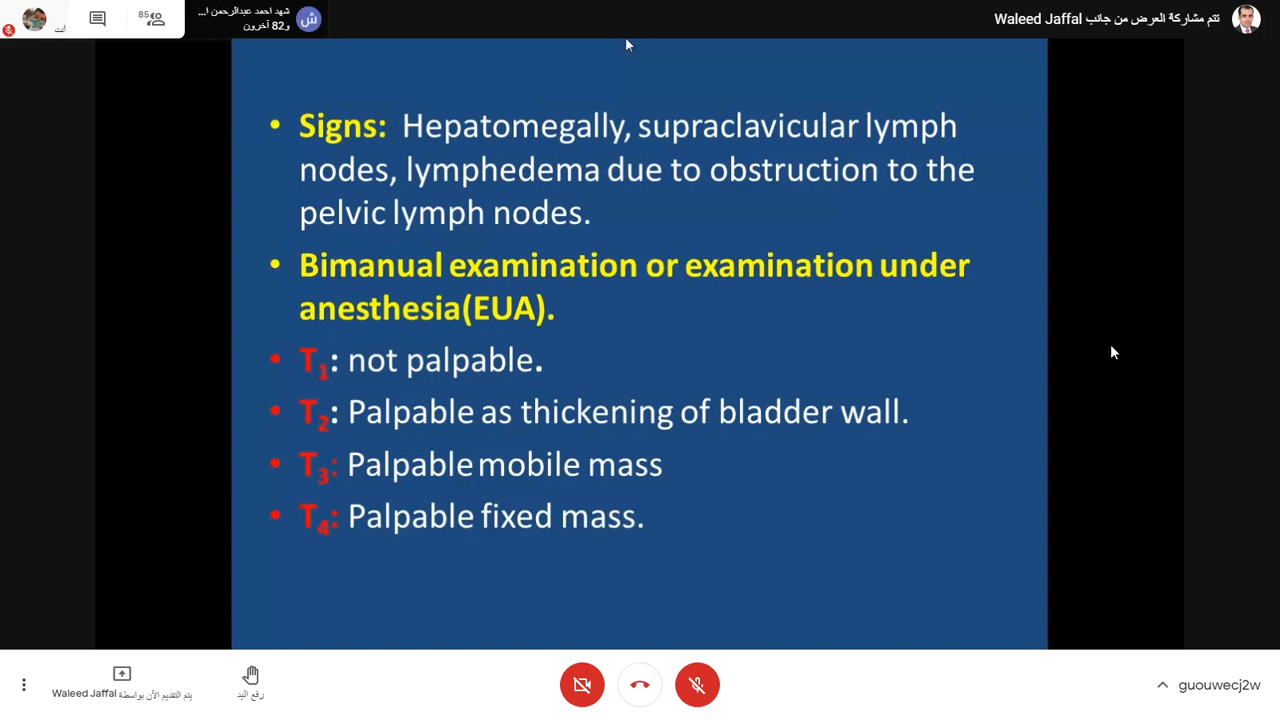 85
شهد احمد عبدالرحمن ا...
و82 آخرون
أنت
تتم مشاركة العرض من جانب Waleed Jaffal
• Signs: Hepatomegally, supraclavicular lymph
nodes, lymphedema due to obstruction to the
pelvic lymph nodes.
• Bimanual examination or examination under
anesthesia(EUA).
• T₁: not palpable.
• T₂: Palpable as thickening of bladder wall.
• T₃: Palpable mobile mass
• T₄: Palpable fixed mass.
يتم التقديم الآن بواسطة Waleed Jaffal
رفع اليد
guouwecj2w
ش